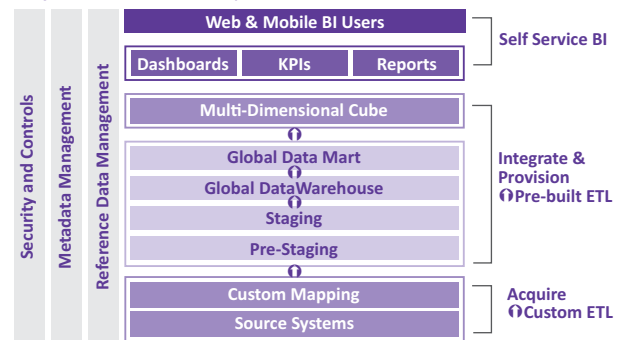 Security and Controls
Metadata Management
Reference Data Management
Web & Mobile BI Users
Dashboards
KPIs
Reports
Self Service BI
Multi-Dimensional Cube
Global Data Mart
Global DataWarehouse
Staging
Pre-Staging
Integrate &
Provision
Pre-built ETL
Custom Mapping
Source Systems
Acquire
Custom ETL